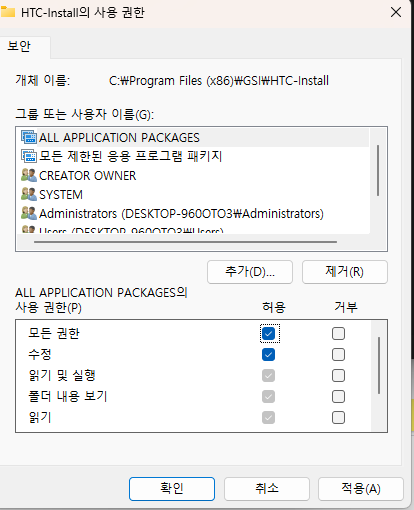 HTC-Install의 사용 권한
보안
개체 이름: C:₩Program Files (x86)₩GSI₩HTC-Install
그룹 또는 사용자 이름(G):
ALL APPLICATION PACKAGES
모든 제한된 응용 프로그램 패키지
CREATOR OWNER
SYSTEM
Administrators (DESKTOP-960OTO3₩Administrators)
Users (DESKTOP-960OTO3₩Users)
추가(D)... 제거(R)
ALL APPLICATION PACKAGES의
사용 권한(P) 허용 거부
모든 권한
수정
읽기 및 실행
폴더 내용 보기
읽기
확인 취소 적용(A)